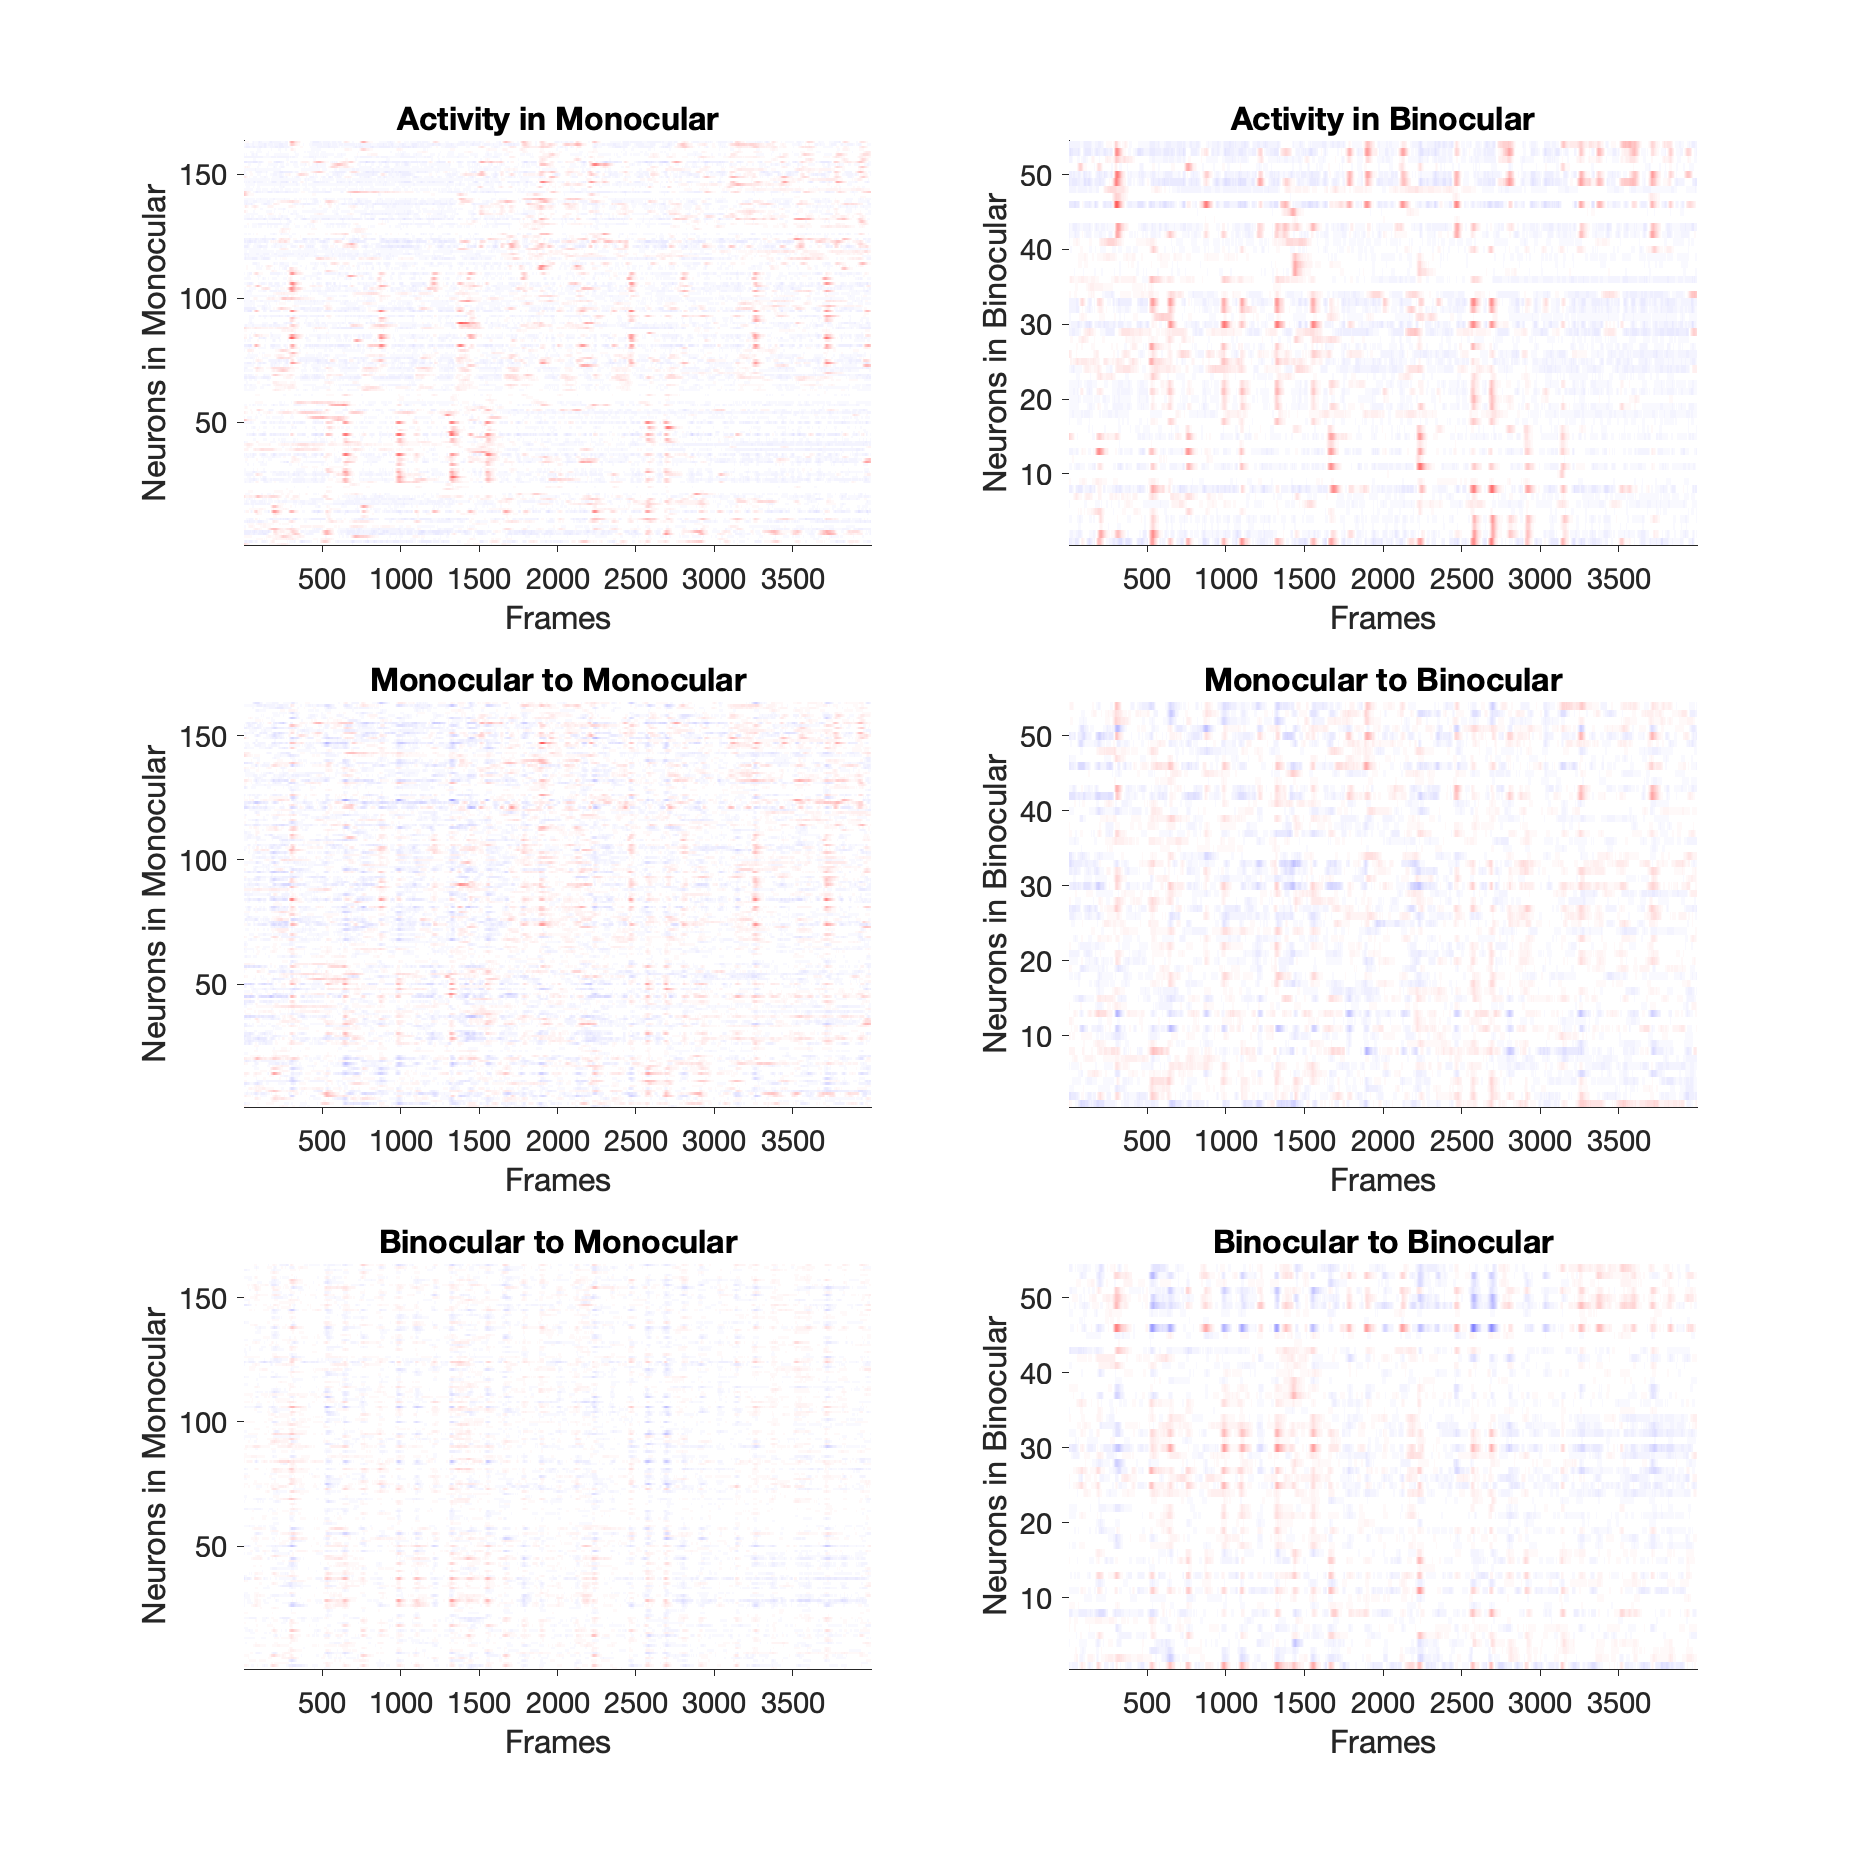 Activity in Monocular
Neurons in Monocular
150
100
50
500 1000 1500 2000 2500 3000 3500
Frames
Activity in Binocular
Neurons in Binocular
50
40
30
20
10
500 1000 1500 2000 2500 3000 3500
Frames
Monocular to Monocular
Neurons in Monocular
150
100
50
500 1000 1500 2000 2500 3000 3500
Frames
Monocular to Binocular
Neurons in Binocular
50
40
30
20
10
500 1000 1500 2000 2500 3000 3500
Frames
Binocular to Monocular
Neurons in Monocular
150
100
50
500 1000 1500 2000 2500 3000 3500
Frames
Binocular to Binocular
Neurons in Binocular
50
40
30
20
10
500 1000 1500 2000 2500 3000 3500
Frames